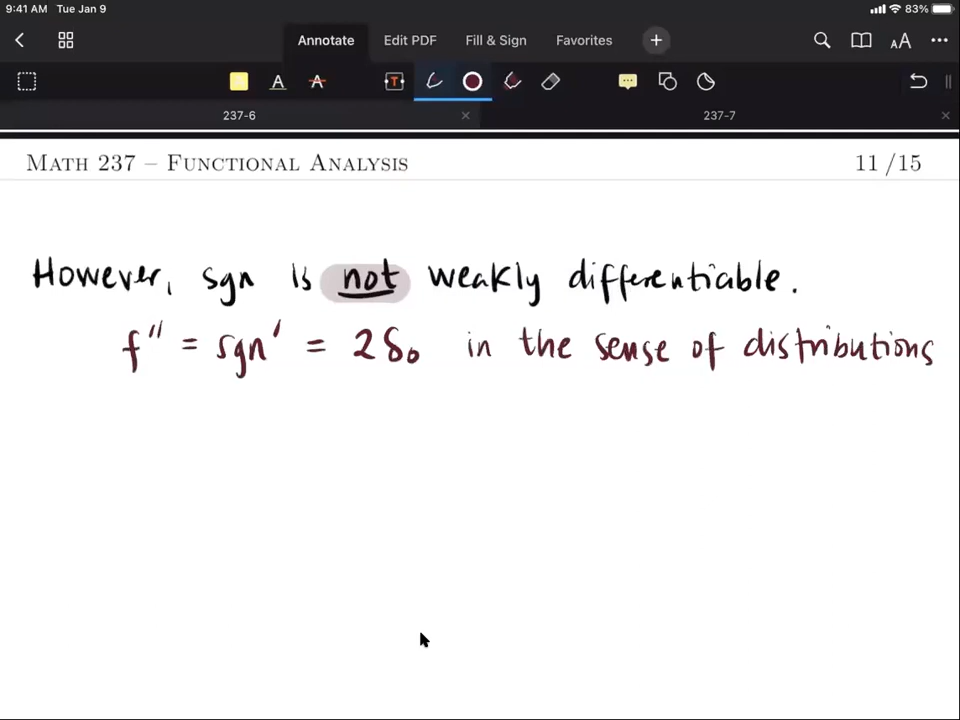 9:41 AM Tue Jan 9 83%
Annotate Edit PDF Fill & Sign Favorites + AA
A A T
237-6 × 237-7 ×
MATH 237 – FUNCTIONAL ANALYSIS 11/15
However, sgn is not weakly differentiable.
f'' = sgn' = 2δ₀ in the sense of distributions